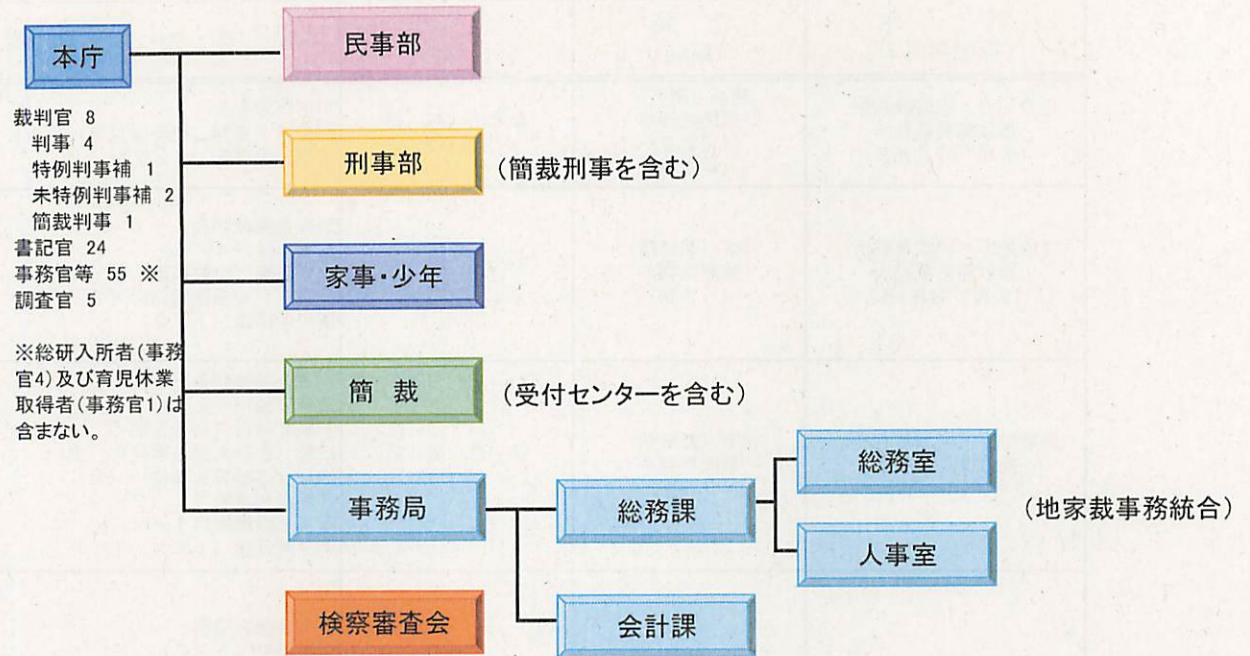 本庁
裁判官 8
判事 4
特例判事補 1
未特例判事補 2
簡裁判事 1
書記官 24
事務官等 55 ※
調査官 5
※総研入所者(事務
官4)及び育児休業
取得者(事務官1)は
含まない。
民事部
刑事部
(簡裁刑事を含む)
家事・少年
簡 裁
(受付センターを含む)
事務局
総務課
総務室
人事室
(地家裁事務統合)
会計課
検察審査会